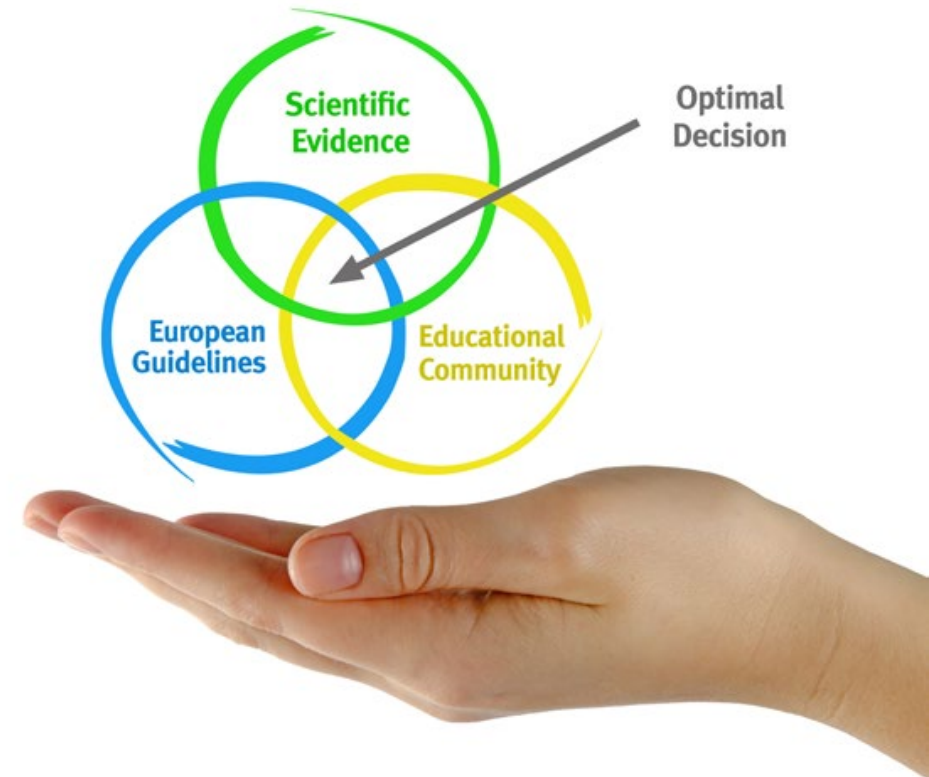 Scientific
Evidence
Optimal
Decision
European
Guidelines
Educational
Community